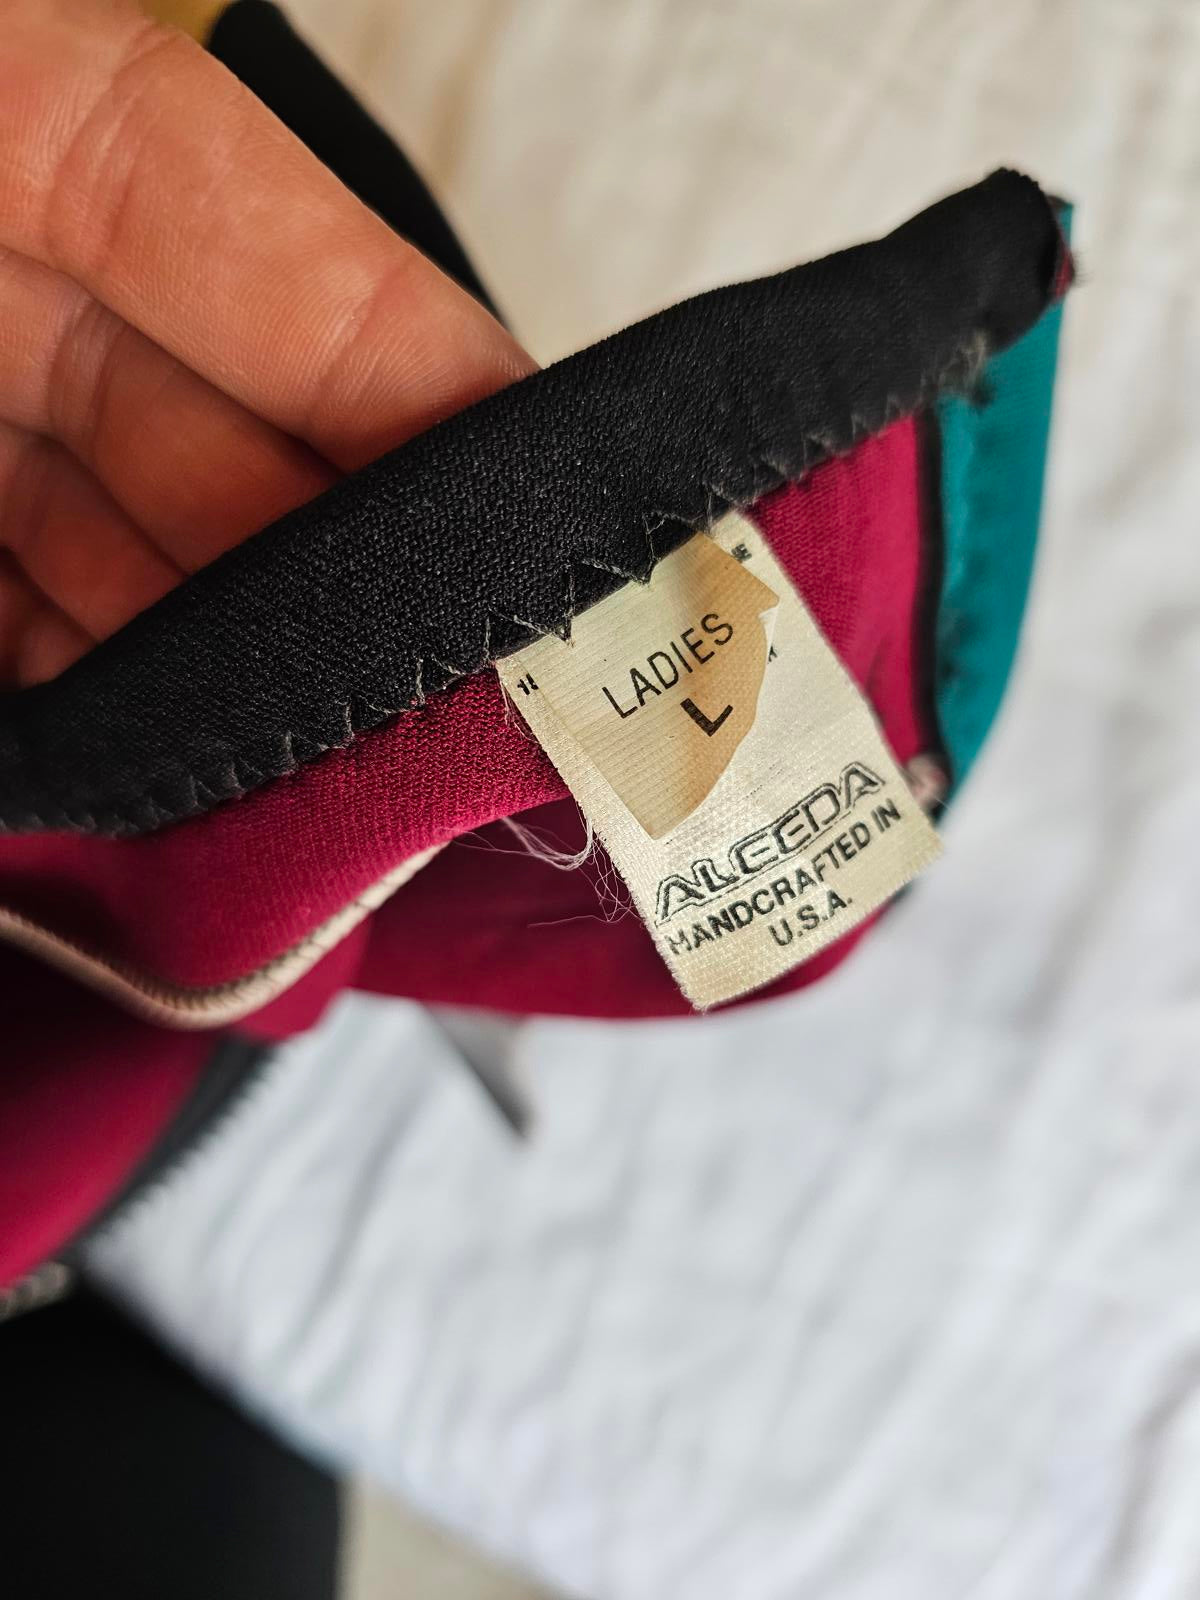 LADIES
L
ALEEDA
HANDCRAFTED IN
U.S.A.